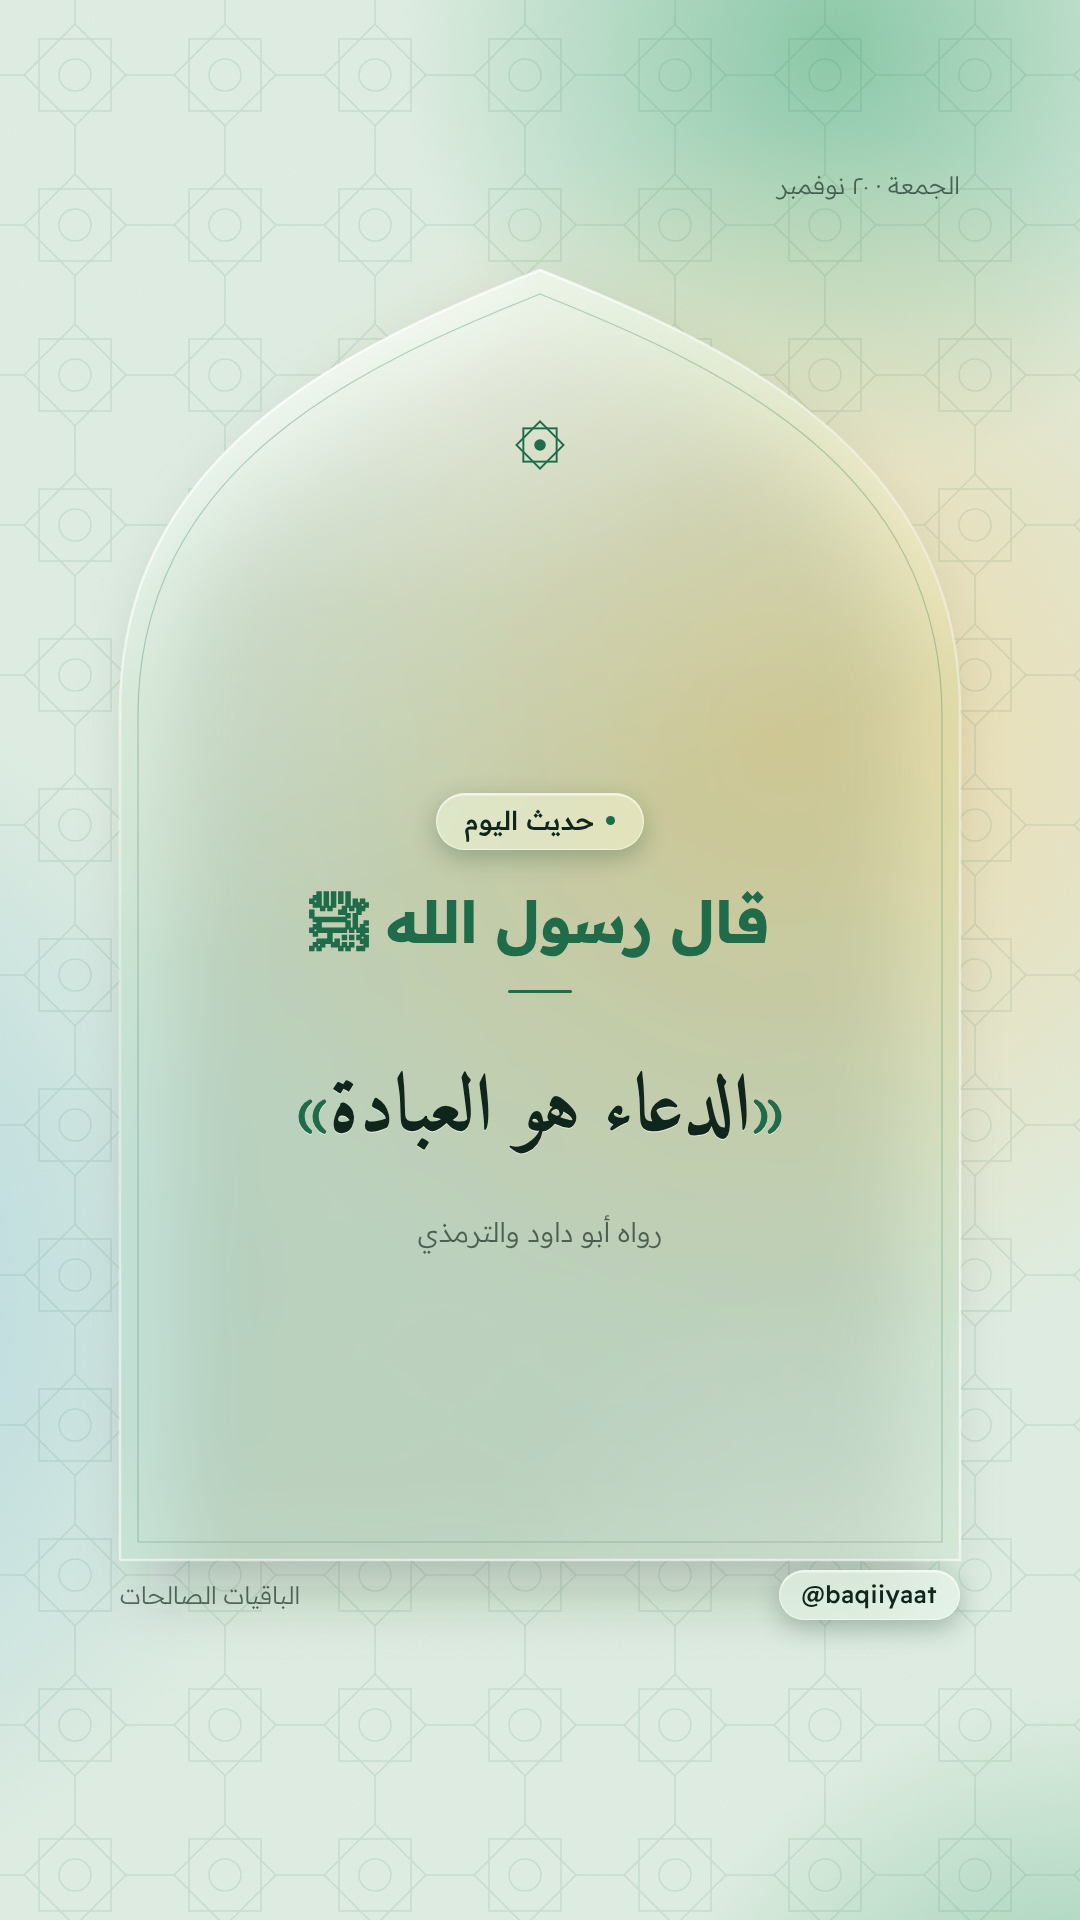 الجمعة · ٢٠ نوفمبر
حديث اليوم
قال رسول الله ﷺ
«الدعاء هو العبادة»
رواه أبو داود والترمذي
@baqiiyaat
الباقيات الصالحات